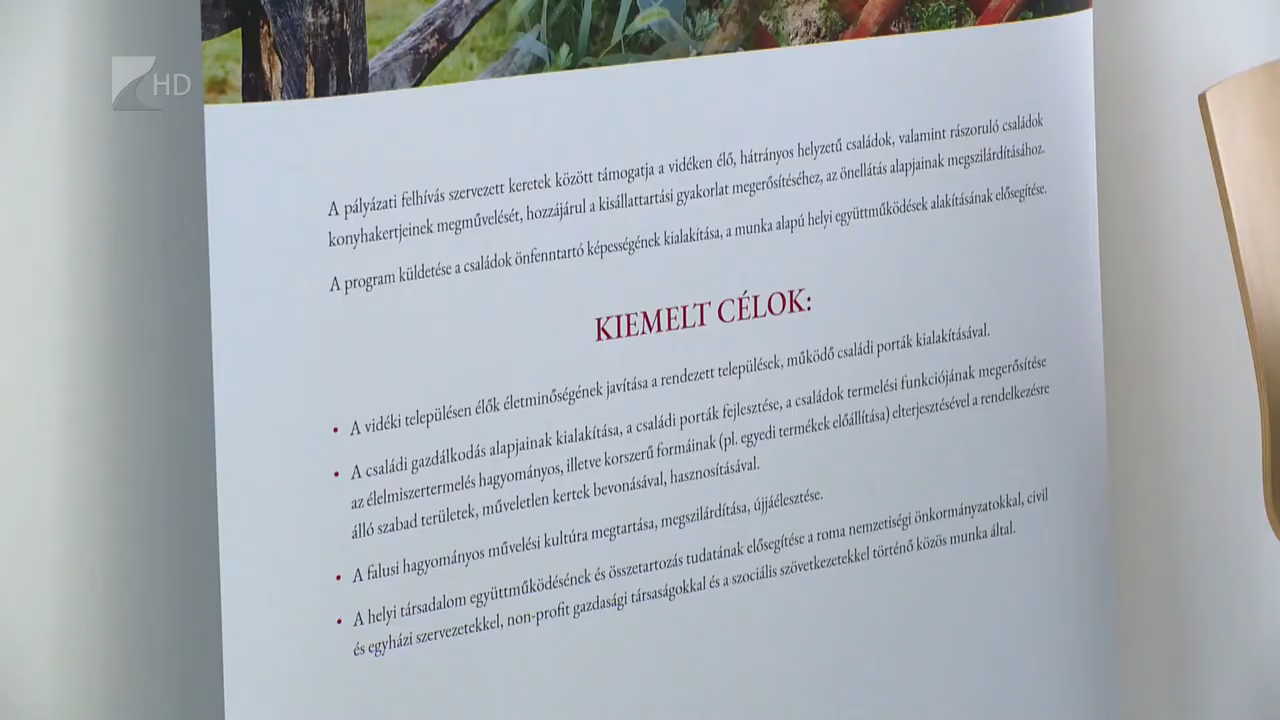 HD
A pályázati felhívás szervezett keretek között támogatja a vidéken élő, hátrányos helyzetű családok, valamint rászoruló családok
konyhakertjeinek megművelését, hozzájárul a kisállattartási gyakorlat megerősítéséhez, az önellátás alapjainak megszilárdításához.
A program küldetése a családok önfenntartó képességének kialakítása, a munka alapú helyi együttműködések alakításának elősegítése.
KIEMELT CÉLOK:
• A vidéki településen élők életminőségének javítása a rendezett települések, működő családi porták kialakításával.
• A családi gazdálkodás alapjainak kialakítása, a családi porták fejlesztése, a családok termelési funkciójának megerősítése
az élelmiszertermelés hagyományos, illetve korszerű formáinak (pl. egyedi termékek előállítása) elterjesztésével a rendelkezésre
álló szabad területek, műveletlen kertek bevonásával, hasznosításával.
• A falusi hagyományos művelési kultúra megtartása, megszilárdítása, újjáélesztése.
• A helyi társadalom együttműködésének és összetartozás tudatának elősegítése a roma nemzetiségi önkormányzatokkal, civil
és egyházi szervezetekkel, non-profit gazdasági társaságokkal és a szociális szövetkezetekkel történő közös munka által.